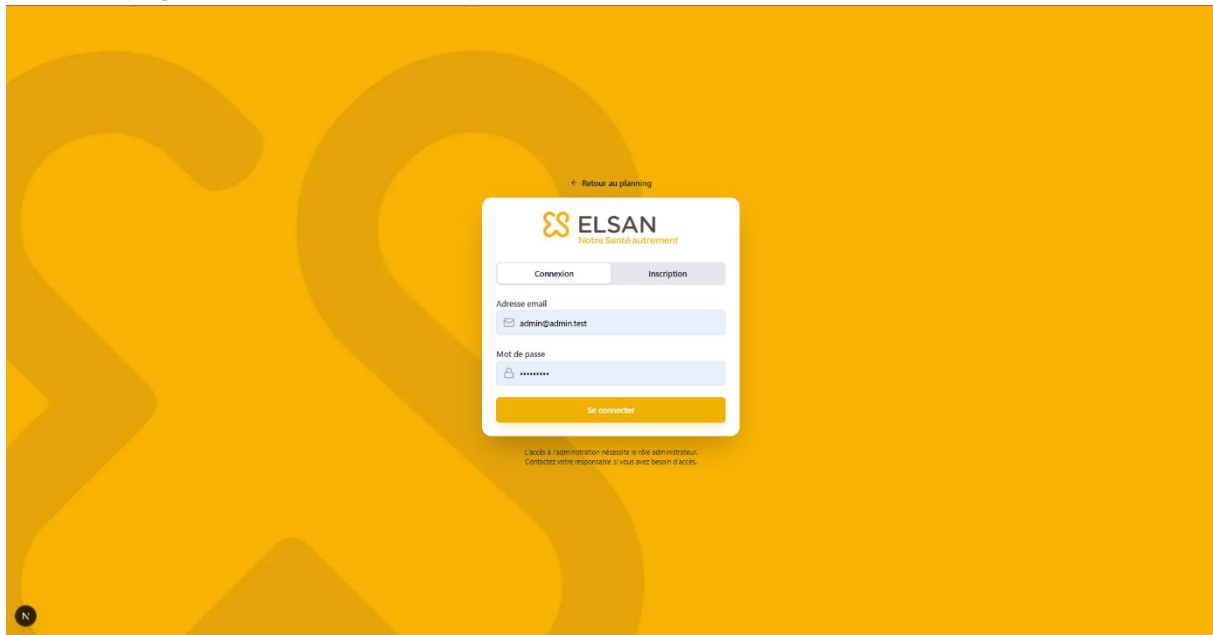 ← Retour au planning
ELSAN
Notre Santé autrement
Connexion Inscription
Adresse email
admin@admin.test
Mot de passe
•••••••••
Se connecter
L'accès à l'administration nécessite le rôle administrateur.
Contactez votre responsable si vous avez besoin d'accès.
N